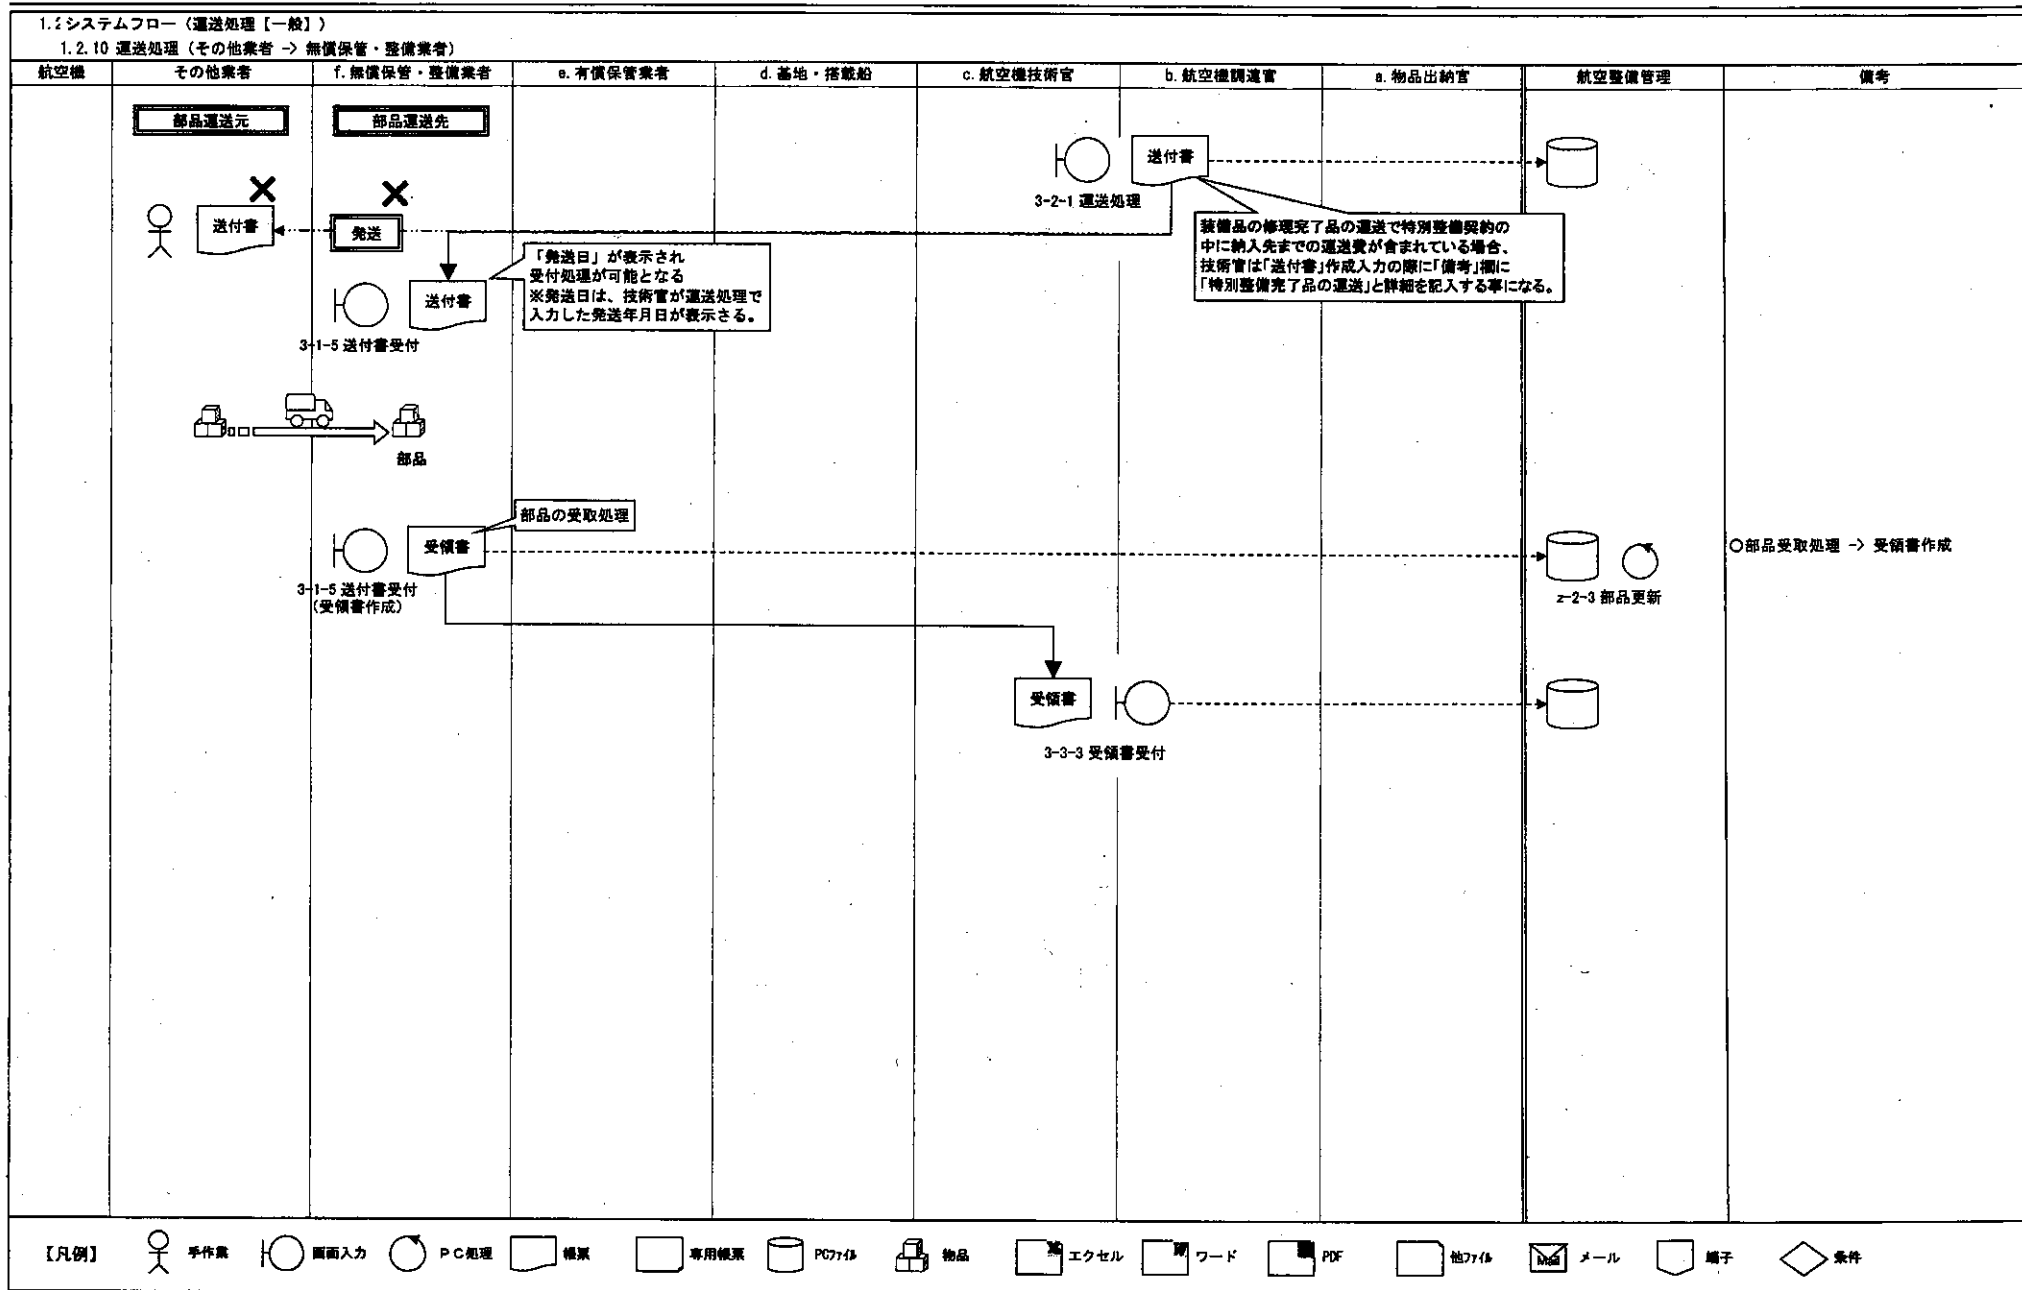 1.2 システムフロー（運送処理【一般】）
1.2.10 運送処理（その他業者 -> 無償保管・整備業者）
航空機
その他業者
f.無償保管・整備業者
e.有償保管業者
d.基地・搭載船
c.航空機技術官
b.航空機調達官
a.物品出納官
航空整備管理
備考
部品運送元
部品運送先
送付書
3-2-1 運送処理
送付書
発送
装備品の修理完了品の運送で特別整備契約の
中に納入先までの運送費が含まれている場合、
技術官は「送付書」作成入力の際に「備考」欄に
「特別整備完了品の運送」と詳細を記入する事になる。
「発送日」が表示され
受付処理が可能となる
※発送日は、技術官が運送処理で
入力した発送年月日が表示さる。
送付書
3-1-5 送付書受付
部品
部品の受取処理
受領書
3-1-5 送付書受付
（受領書作成）
○部品受取処理 -> 受領書作成
z-2-3 部品更新
受領書
3-3-3 受領書受付
【凡例】
手作業
画面入力
ＰＣ処理
帳票
専用帳票
PCﾌｧｲﾙ
物品
エクセル
ワード
PDF
他ﾌｧｲﾙ
Mail
メール
端子
条件